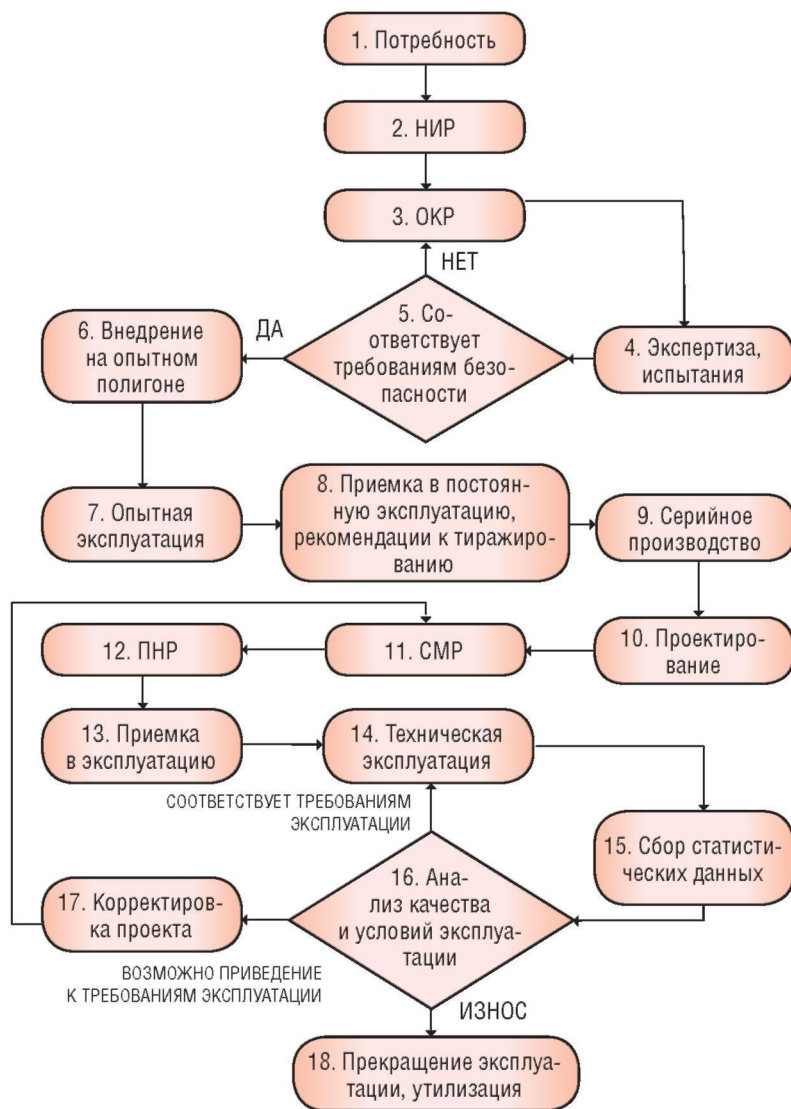 1. Потребность
2. НИР
3. ОКР
НЕТ
5. Со-
ответствует
требованиям безо-
пасности
ДА
6. Внедрение
на опытном
полигоне
4. Экспертиза,
испытания
7. Опытная
эксплуатация
8. Приемка в постоян-
ную эксплуатацию,
рекомендации к тиражиро-
ванию
9. Серийное
производство
10. Проектиро-
вание
11. СМР
12. ПНР
13. Приемка
в эксплуатацию
14. Техническая
эксплуатация
СООТВЕТСТВУЕТ ТРЕБОВАНИЯМ
ЭКСПЛУАТАЦИИ
15. Сбор статисти-
ческих данных
16. Ана-
лиз качества
и условий эксплуа-
тации
17. Корректиров-
ка проекта
ВОЗМОЖНО ПРИВЕДЕНИЕ
К ТРЕБОВАНИЯМ ЭКСПЛУАТАЦИИ
ИЗНОС
18. Прекращение эксплуа-
тации, утилизация